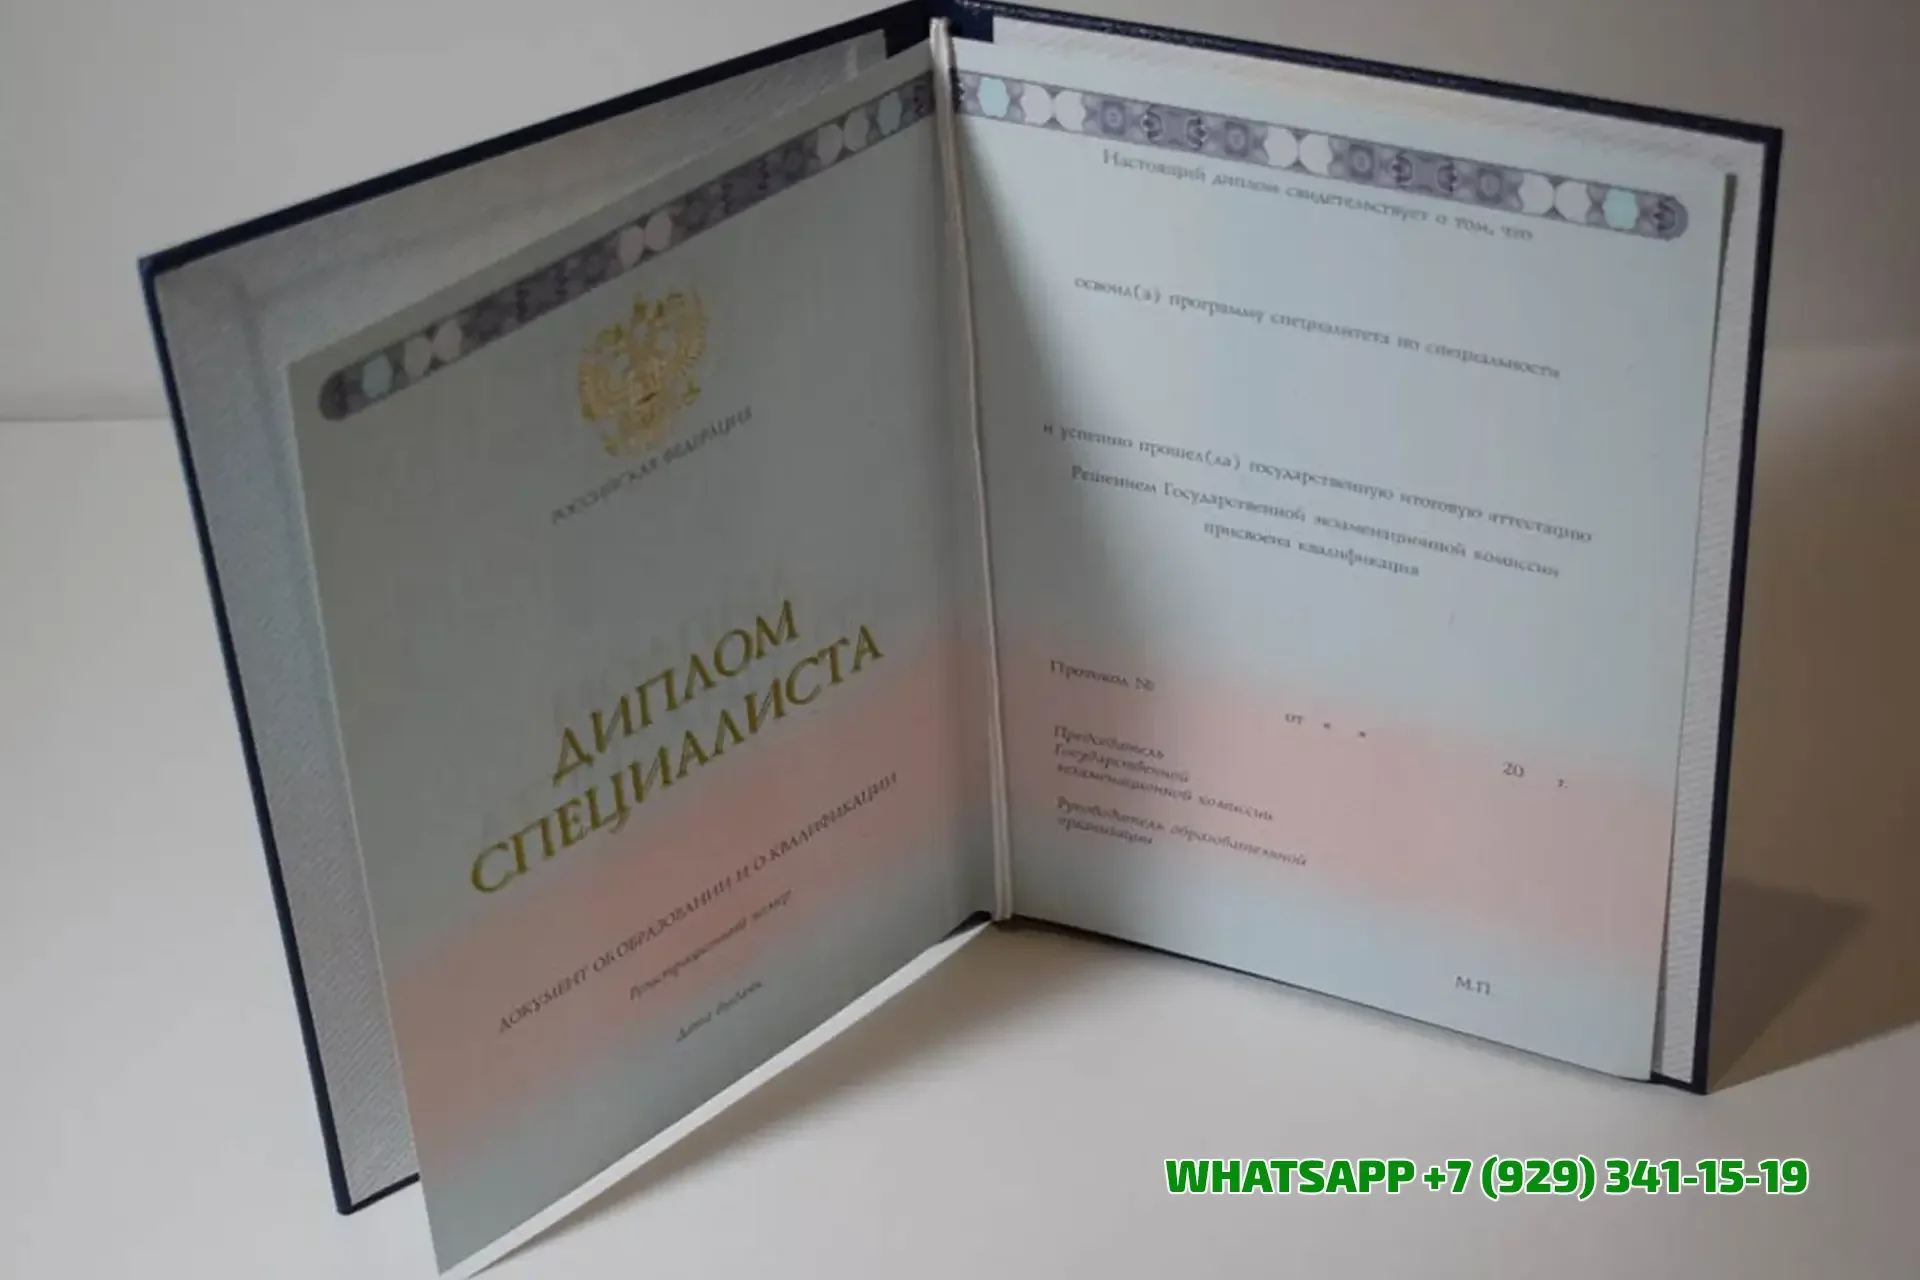 РОССИЙСКАЯ ФЕДЕРАЦИЯ
ДИПЛОМ
СПЕЦИАЛИСТА
ДОКУМЕНТ ОБ ОБРАЗОВАНИИ И О КВАЛИФИКАЦИИ
Регистрационный номер
Дата выдачи
Настоящий диплом свидетельствует о том, что
освоил(а) программу специалитета по специальности
и успешно прошел(ла) государственную итоговую аттестацию
Решением Государственной экзаменационной комиссии
присвоена квалификация
Протокол №
от « » 20 г.
Председатель
Государственной
экзаменационной комиссии
Руководитель образовательной
организации
М.П.
WHATSAPP +7 (929) 341-15-19